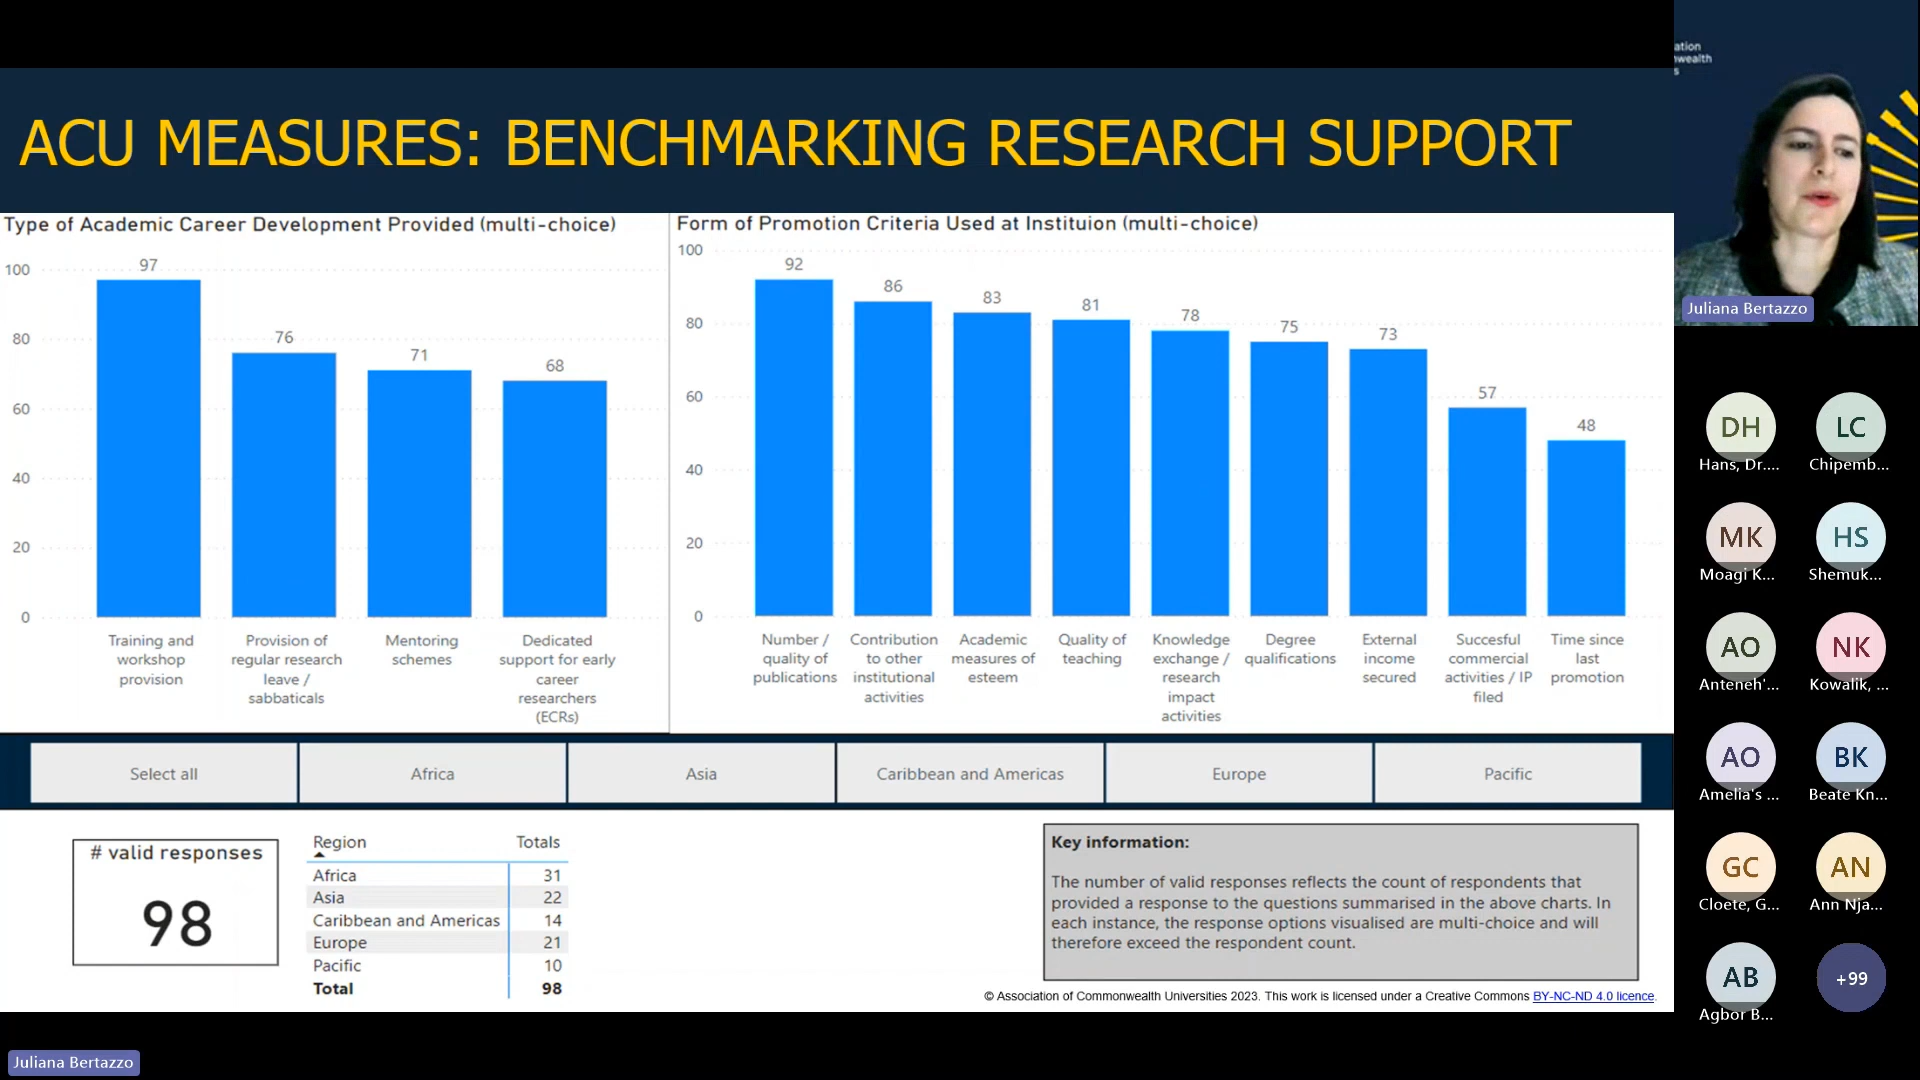 ACU MEASURES: BENCHMARKING RESEARCH SUPPORT
Type of Academic Career Development Provided (multi-choice)
100
80
60
40
20
0
97
76
71
68
Training and
workshop
provision
Provision of
regular research
leave /
sabbaticals
Mentoring
schemes
Dedicated
support for early
career
researchers
(ECRs)
Form of Promotion Criteria Used at Instituion (multi-choice)
100
80
60
40
20
0
92
86
83
81
78
75
73
57
48
Number /
quality of
publications
Contribution
to other
institutional
activities
Academic
measures of
esteem
Quality of
teaching
Knowledge
exchange /
research
impact
activities
Degree
qualifications
External
income
secured
Succesful
commercial
activities / IP
filed
Time since
last
promotion
Select all
Africa
Asia
Caribbean and Americas
Europe
Pacific
# valid responses
98
Region Totals
Africa 31
Asia 22
Caribbean and Americas 14
Europe 21
Pacific 10
Total 98
Key information:
The number of valid responses reflects the count of respondents that
provided a response to the questions summarised in the above charts. In
each instance, the response options visualised are multi-choice and will
therefore exceed the respondent count.
© Association of Commonwealth Universities 2023. This work is licensed under a Creative Commons BY-NC-ND 4.0 licence.
Juliana Bertazzo
ation
wealth
s
Juliana Bertazzo
DH
Hans, Dr....
LC
Chipemb...
MK
Moagi K...
HS
Shemuk...
AO
Anteneh'...
NK
Kowalik, ...
AO
Amelia's ...
BK
Beate Kn...
GC
Cloete, G...
AN
Ann Nja...
AB
Agbor B...
+99